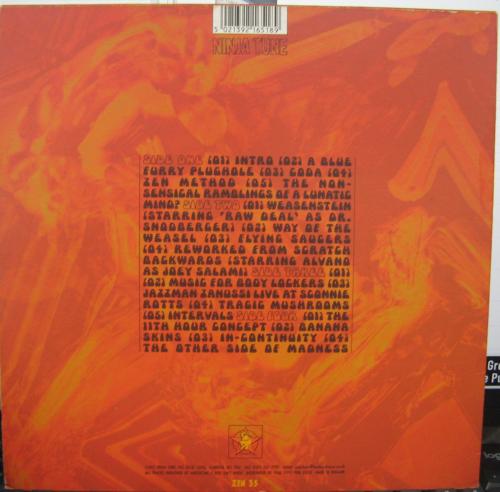 5 021392 165189
NINJA TUNE
SIDE ONE (01) INTRO (02) A BLUE
FURRY PLUGHOLE (03) CODA (04)
ZEN METHOD (05) THE NON-
SENSICAL RAMBLINGS OF A LUNATIC
MIND? SIDE TWO (01) WEASENSTEIN
(STARRING 'RAW DEAL' AS DR.
SNODBERGER) (02) WAY OF THE
WEASEL (03) FLYING SAUCERS
(04) REWORKED FROM SCRATCH
BACKWARDS (STARRING ALVANO
AS JOEY SALAMI) SIDE THREE (01)
(02) MUSIC FOR BODY LOCKERS (03)
JAZZMAN ZANUSSI LIVE AT SCONNIE
ROTTS (04) TRAGIC MUSHROOMS
(05) INTERVALS SIDE FOUR (01) THE
11TH HOUR CONCEPT (02) BANANA
SKINS (03) IN-CONTINUITY (04)
THE OTHER SIDE OF MADNESS
ZEN 35
Gr
e P